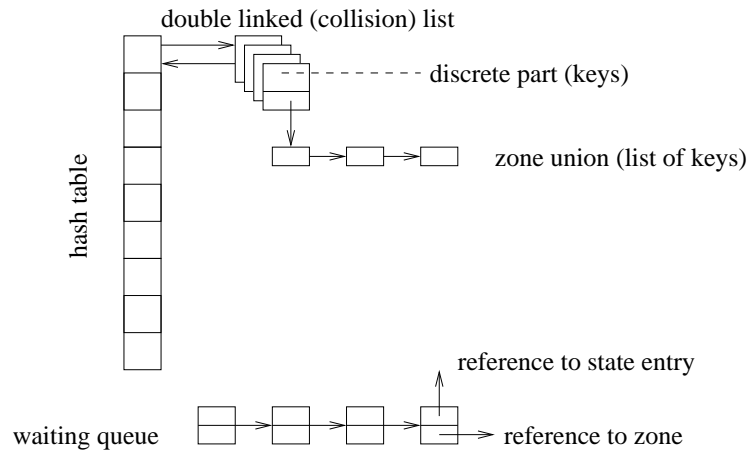 double linked (collision) list
discrete part (keys)
zone union (list of keys)
hash table
reference to state entry
waiting queue
reference to zone